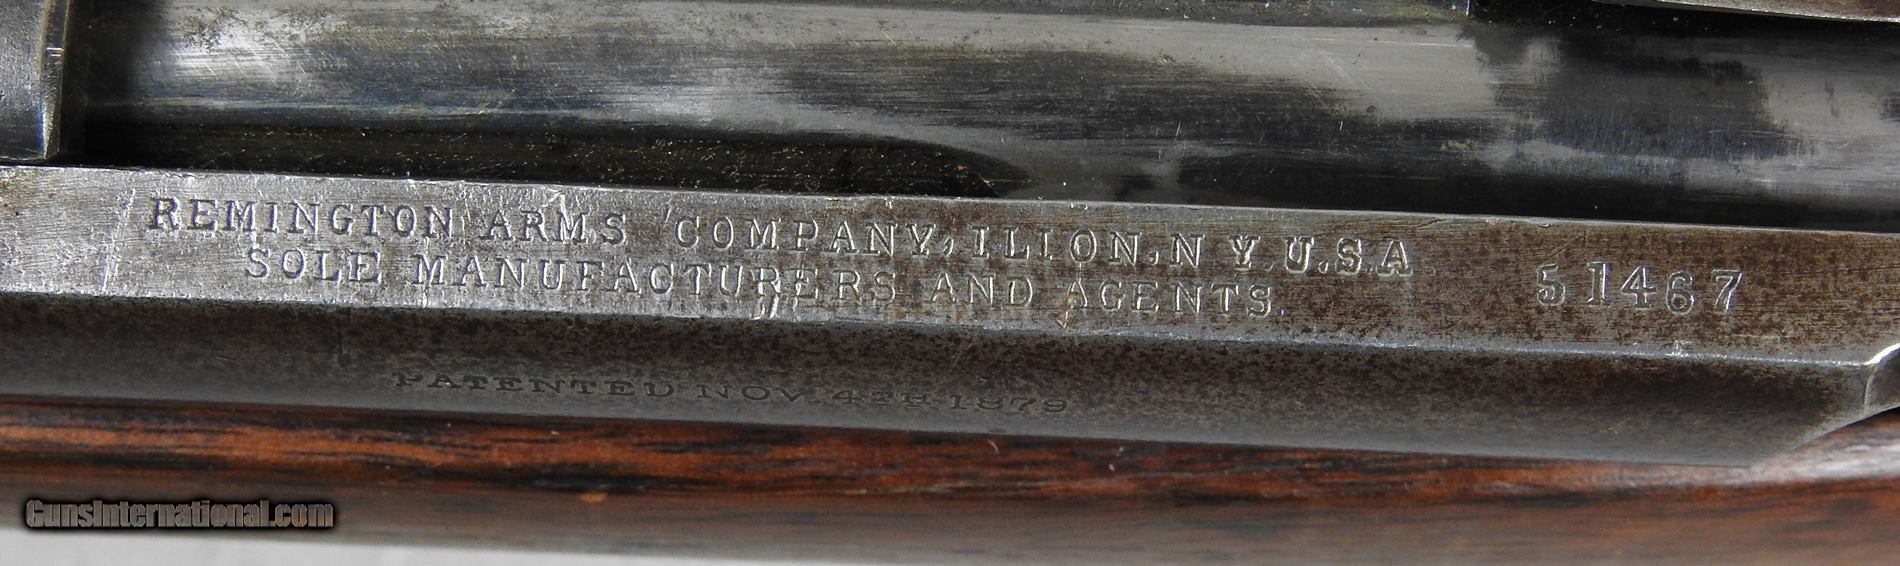 REMINGTON ARMS COMPANY, ILION, N Y. U.S.A.
51467
SOLE MANUFACTURERS AND AGENTS.
PATENTED NOV. 4TH 1879
GunsInternational.com